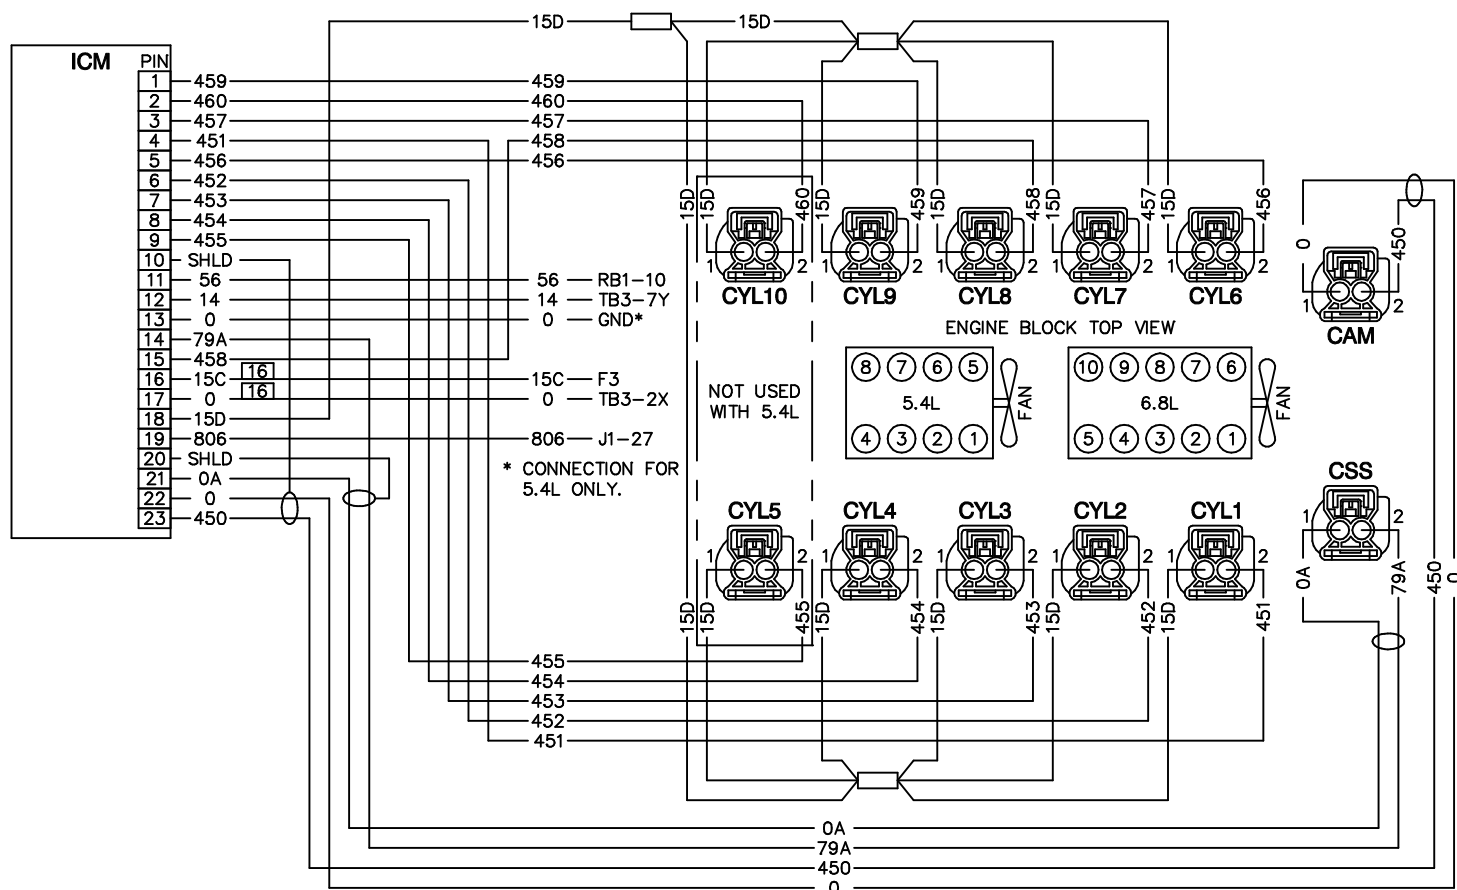 15D 15D
ICM PIN
1 459 459
2 460 460
3 457 457
4 451 458
5 456 456
6 452
7 453
8 454
9 455
10 SHLD
11 56 56 RB1-10
12 14 14 TB3-7Y
13 0 0 GND*
14 79A
15 458
16 15C 16 15C F3
17 0 16 0 TB3-2X
18 15D
19 806 806 J1-27
20 SHLD
21 0A
22 0
23 450
* CONNECTION FOR
5.4L ONLY.
15D 15D 460 15D 459 15D 458 15D 457 15D 456
1 2 1 2 1 2 1 2 1 2
CYL10 CYL9 CYL8 CYL7 CYL6
0 450
1 2
CAM
ENGINE BLOCK TOP VIEW
NOT USED
WITH 5.4L
8 7 6 5
5.4L
4 3 2 1
FAN
10 9 8 7 6
6.8L
5 4 3 2 1
FAN
CSS
1 2
0A 79A 450 0
CYL5 CYL4 CYL3 CYL2 CYL1
1 2 1 2 1 2 1 2 1 2
15D 15D 455 15D 454 15D 453 15D 452 15D 451
455
454
453
452
451
0A
79A
450
0